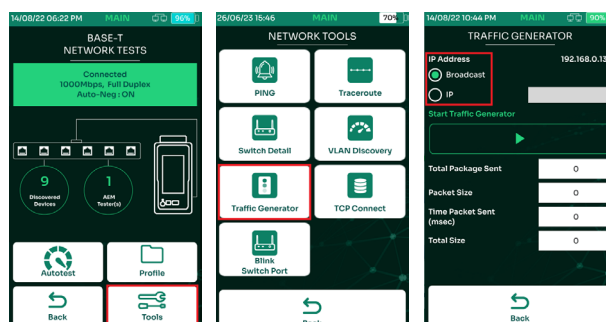 14/08/22 06:22 PM MAIN 96%
BASE-T
NETWORK TESTS
Connected
1000Mbps, Full Duplex
Auto-Neg : ON
9
Discovered
Devices
1
AEM
Tester(s)
Autotest
Profile
Back
Tools
26/06/23 15:46 MAIN 70%
NETWORK TOOLS
PING
Traceroute
Switch Detail
VLAN Discovery
Traffic Generator
TCP Connect
Blink
Switch Port
14/08/22 10:44 PM MAIN 90%
TRAFFIC GENERATOR
IP Address 192.168.0.13
Broadcast
IP
Start Traffic Generator
Total Package Sent 0
Packet Size 0
Time Packet Sent
(msec) 0
Total Size 0
Back